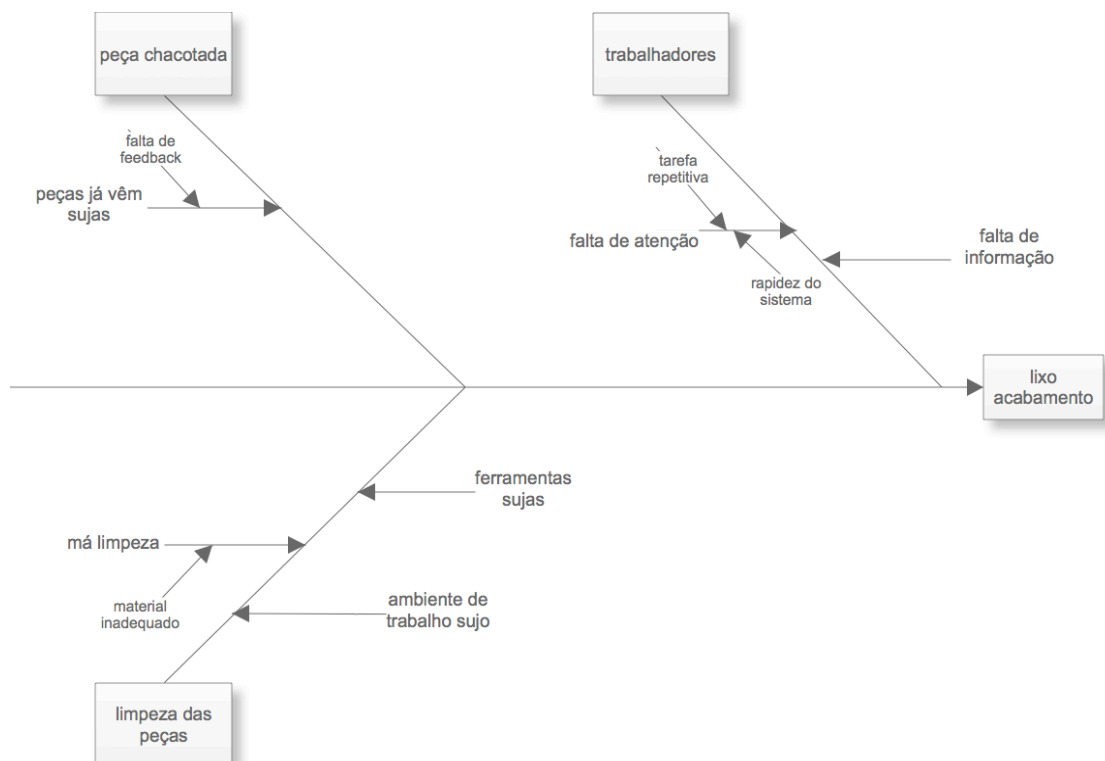 peça chacotada
trabalhadores
falta de
feedback
peças já vêm
sujas
tarefa
repetitiva
falta de atenção
rapidez do
sistema
falta de
informação
lixo
acabamento
ferramentas
sujas
má limpeza
material
inadequado
ambiente de
trabalho sujo
limpeza das
peças